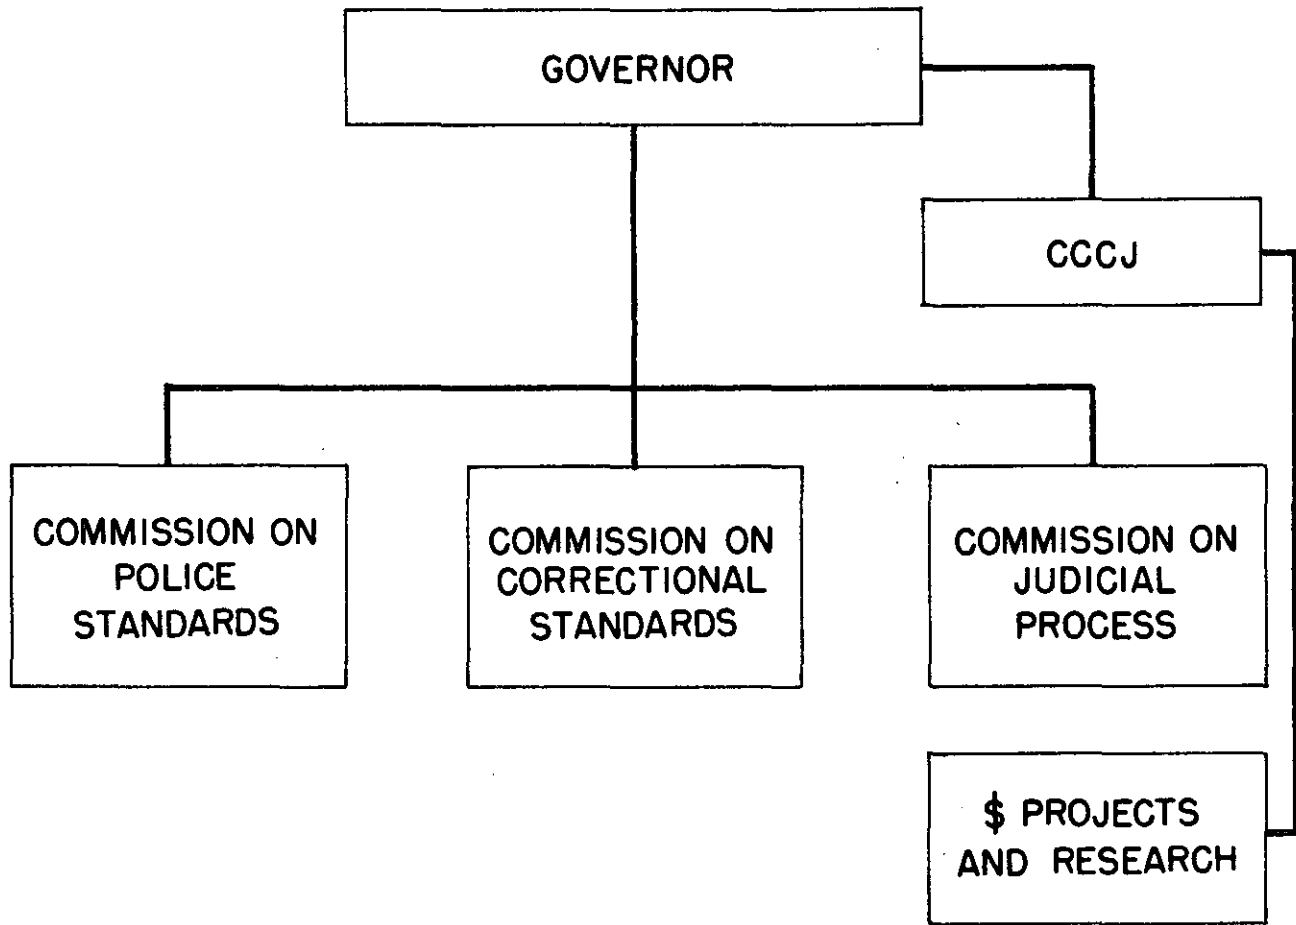 GOVERNOR
CCCJ
COMMISSION ON
POLICE
STANDARDS
COMMISSION ON
CORRECTIONAL
STANDARDS
COMMISSION ON
JUDICIAL
PROCESS
$ PROJECTS
AND RESEARCH